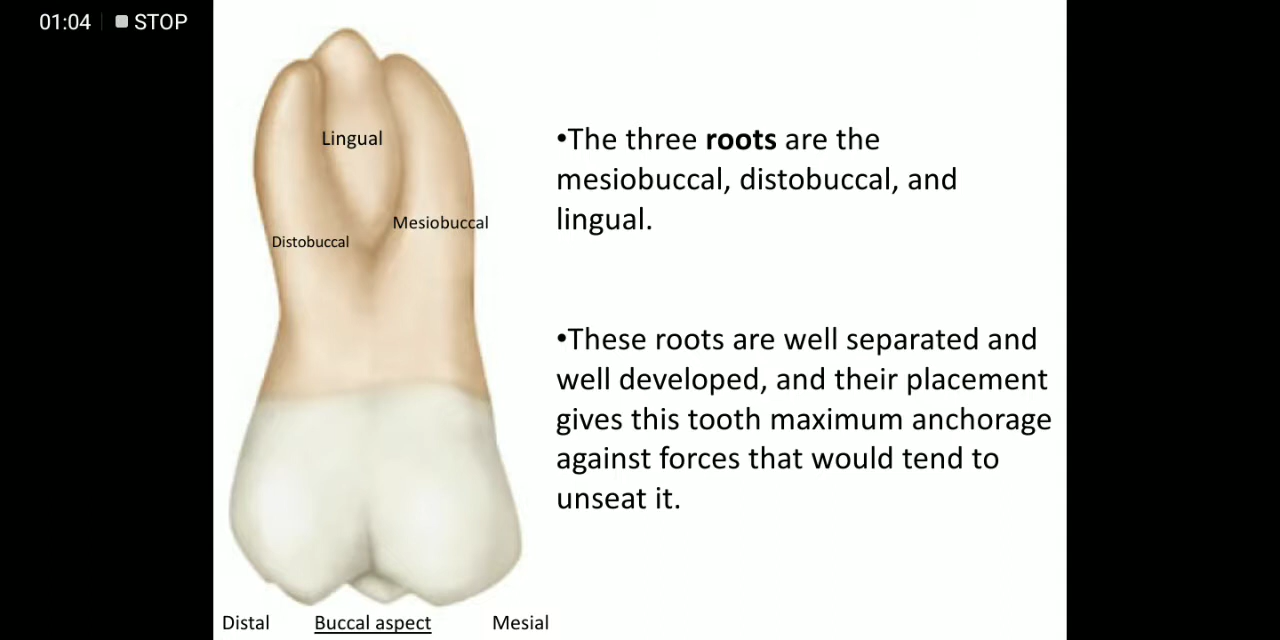 01:04 STOP
Lingual
Mesiobuccal
Distobuccal
•The three roots are the
mesiobuccal, distobuccal, and
lingual.
•These roots are well separated and
well developed, and their placement
gives this tooth maximum anchorage
against forces that would tend to
unseat it.
Distal Buccal aspect Mesial